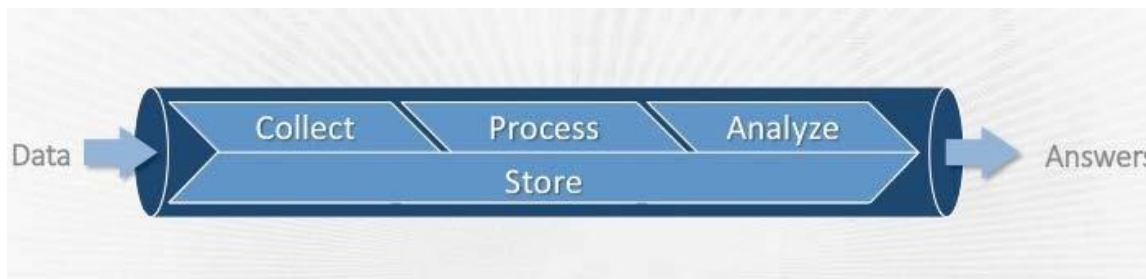 Data
Collect
Process
Analyze
Store
Answers